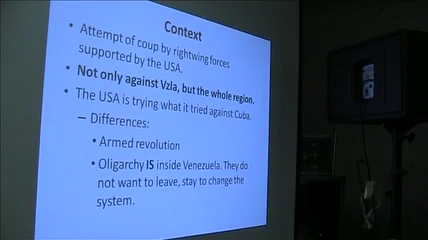 Context
• Attempt of coup by rightwing forces
supported by the USA.
• Not only against Vzla, but the whole region.
• The USA is trying what it tried against Cuba.
– Differences:
• Armed revolution
• Oligarchy IS inside Venezuela. They do
not want to leave, stay to change the
system.